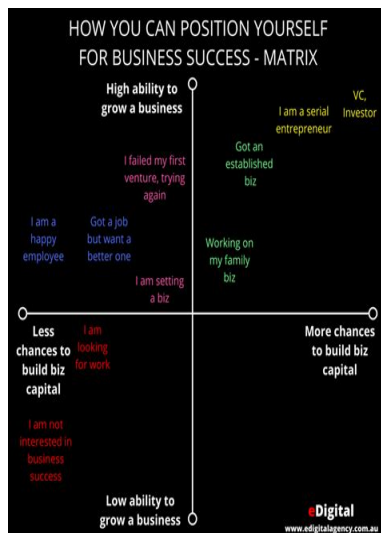 HOW YOU CAN POSITION YOURSELF
FOR BUSINESS SUCCESS - MATRIX
High ability to
grow a business
VC,
Investor
I am a serial
entrepreneur
Got an
established
biz
I failed my first
venture, trying
again
I am a
happy
employee
Got a job
but want a
better one
Working on
my family
biz
I am setting
a biz
Less
chances to
build biz
capital
I am
looking
for work
More chances
to build biz
capital
I am not
interested in
business
success
Low ability to
grow a business
eDigital
www.edigitalagency.com.au